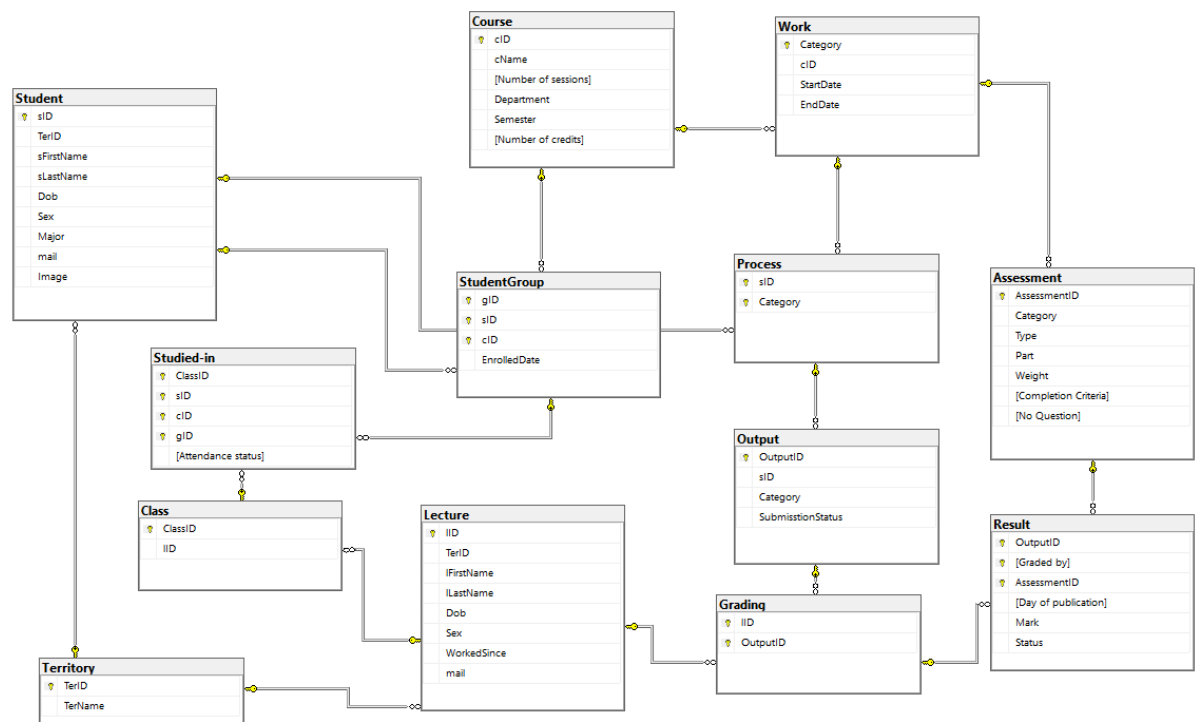 Course
cID
cName
[Number of sessions]
Department
Semester
[Number of credits]
Work
Category
cID
StartDate
EndDate
Student
sID
TerID
sFirstName
sLastName
Dob
Sex
Major
mail
Image
StudentGroup
gID
sID
cID
EnrolledDate
Process
sID
Category
Assessment
AssessmentID
Category
Type
Part
Weight
[Completion Criteria]
[No Question]
Studied-in
ClassID
sID
cID
gID
[Attendance status]
Output
OutputID
sID
Category
SubmisstionStatus
Class
ClassID
lID
Lecture
lID
TerID
lFirstName
lLastName
Dob
Sex
WorkedSince
mail
Result
OutputID
[Graded by]
AssessmentID
[Day of publication]
Mark
Status
Grading
lID
OutputID
Territory
TerID
TerName